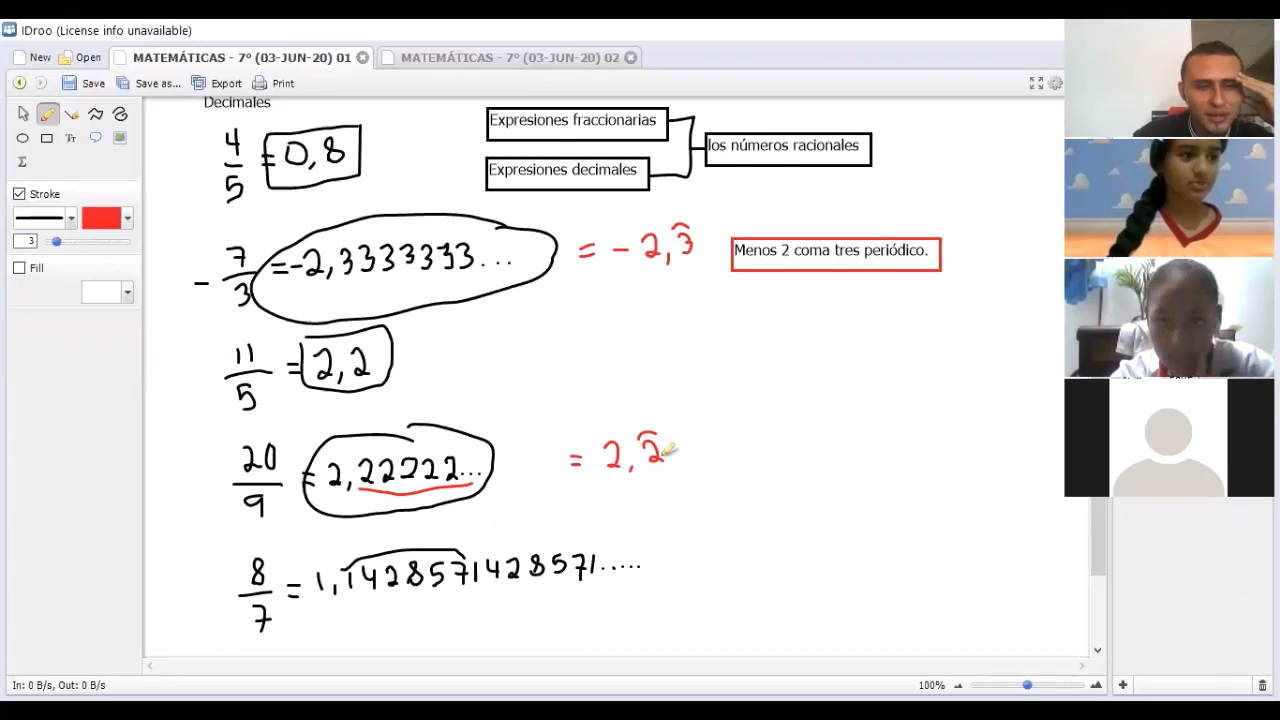 IDroo (License info unavailable)
New Open MATEMÁTICAS - 7º (03-JUN-20) 01 MATEMÁTICAS - 7º (03-JUN-20) 02
Save Save as... Export Print
Decimales
4/5 = 0,8
Expresiones fraccionarias
Expresiones decimales
los números racionales
- 7/3 = -2,3333333... = - 2,3̑
Menos 2 coma tres periódico.
11/5 = 2,2
20/9 = 2,22222... = 2,2̑
8/7 = 1,1428571428571.....
Tt
Σ
Stroke
3
Fill
In: 0 B/s, Out: 0 B/s
100%